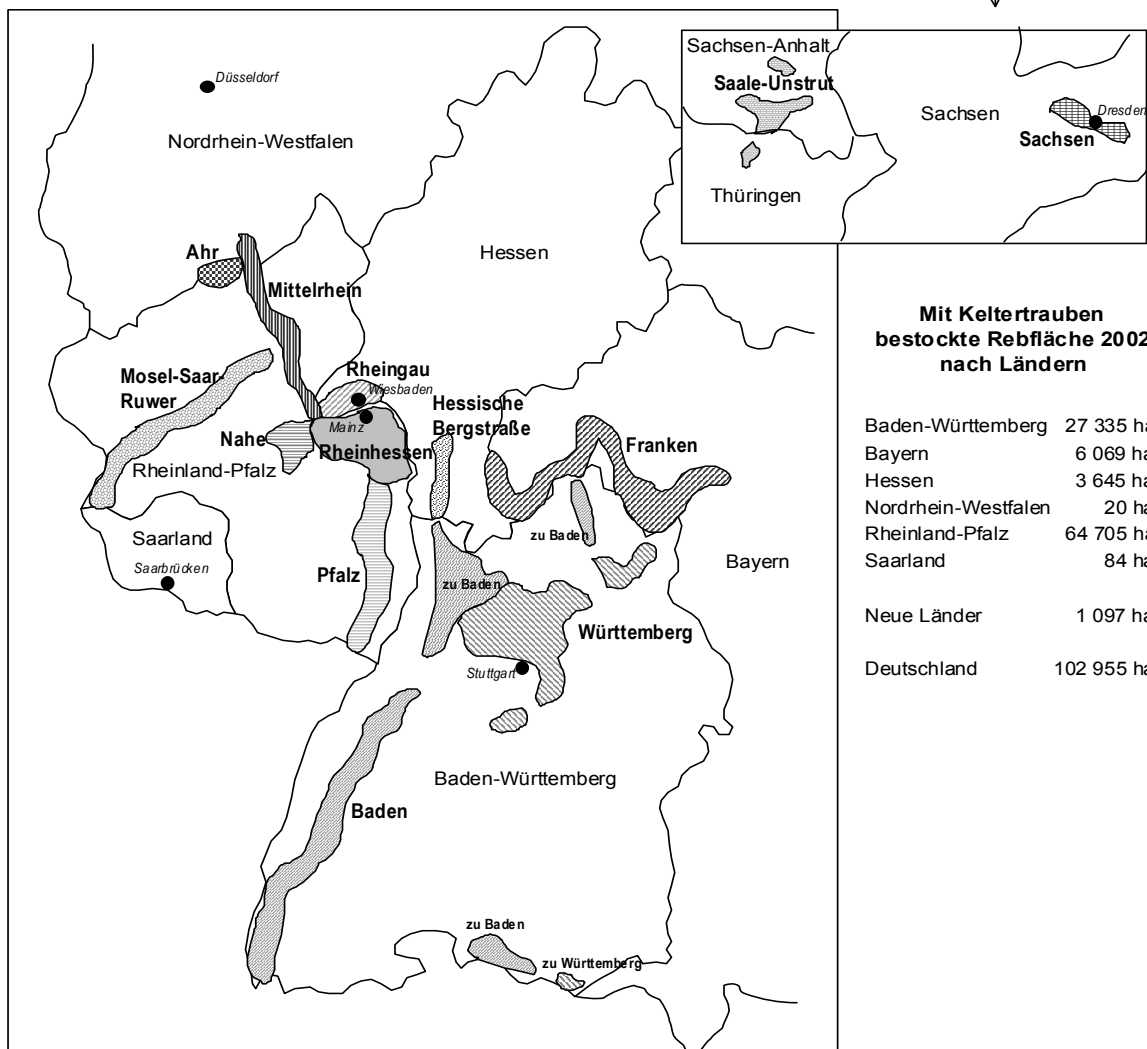 Düsseldorf
Nordrhein-Westfalen
Sachsen-Anhalt
Saale-Unstrut
Sachsen
Dresden
Sachsen
Thüringen
Hessen
Ahr
Mittelrhein
Mosel-Saar-
Ruwer
Rheingau
Wiesbaden
Mainz
Hessische
Bergstraße
Nahe
Rheinhessen
Franken
Rheinland-Pfalz
zu Baden
Saarland
Saarbrücken
Pfalz
zu Baden
Bayern
Württemberg
Stuttgart
Baden-Württemberg
Baden
zu Baden
zu Württemberg
Mit Keltertrauben
bestockte Rebfläche 2002
nach Ländern
Baden-Württemberg 27 335 ha
Bayern 6 069 ha
Hessen 3 645 ha
Nordrhein-Westfalen 20 ha
Rheinland-Pfalz 64 705 ha
Saarland 84 ha
Neue Länder 1 097 ha
Deutschland 102 955 ha